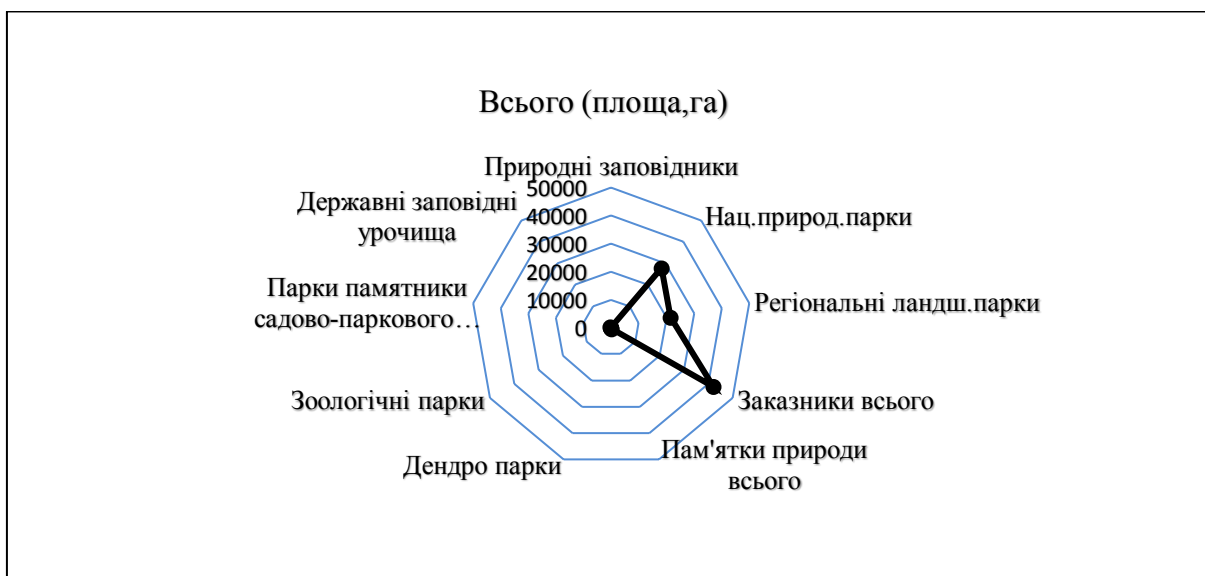 Всього (площа,га)
Природні заповідники
50000
40000
30000
20000
10000
0
Нац.природ.парки
Регіональні ландш.парки
Заказники всього
Пам'ятки природи
всього
Дендро парки
Зоологічні парки
Парки памятники
садово-паркового…
Державні заповідні
урочища